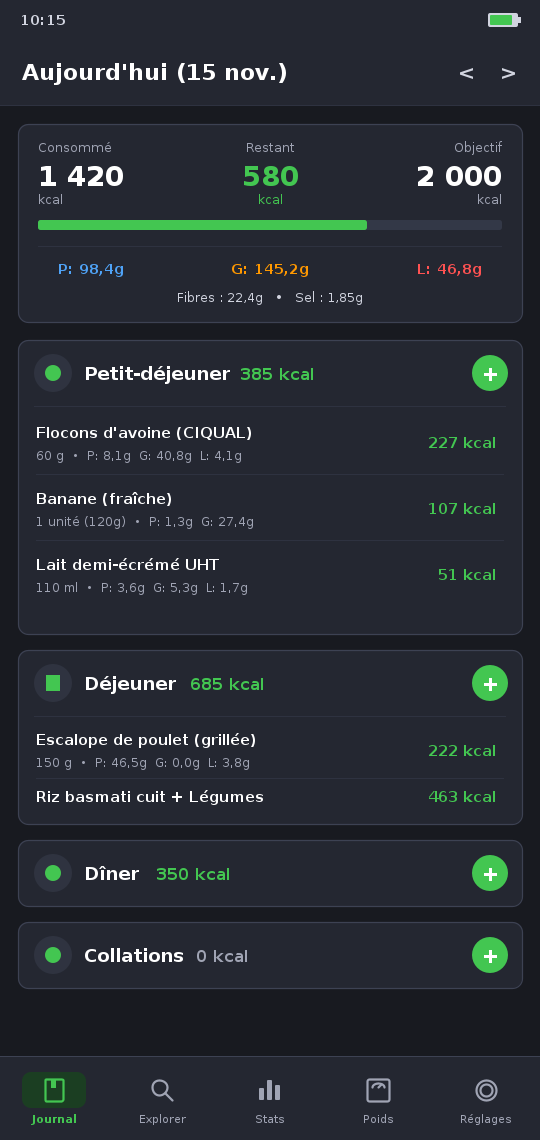 10:15
Aujourd'hui (15 nov.) < >
Consommé Restant Objectif
1 420 580 2 000
kcal kcal kcal
P: 98,4g G: 145,2g L: 46,8g
Fibres : 22,4g • Sel : 1,85g
Petit-déjeuner 385 kcal +
Flocons d'avoine (CIQUAL) 227 kcal
60 g • P: 8,1g G: 40,8g L: 4,1g
Banane (fraîche) 107 kcal
1 unité (120g) • P: 1,3g G: 27,4g
Lait demi-écrémé UHT 51 kcal
110 ml • P: 3,6g G: 5,3g L: 1,7g
Déjeuner 685 kcal +
Escalope de poulet (grillée) 222 kcal
150 g • P: 46,5g G: 0,0g L: 3,8g
Riz basmati cuit + Légumes 463 kcal
Dîner 350 kcal +
Collations 0 kcal +
Journal Explorer Stats Poids Réglages